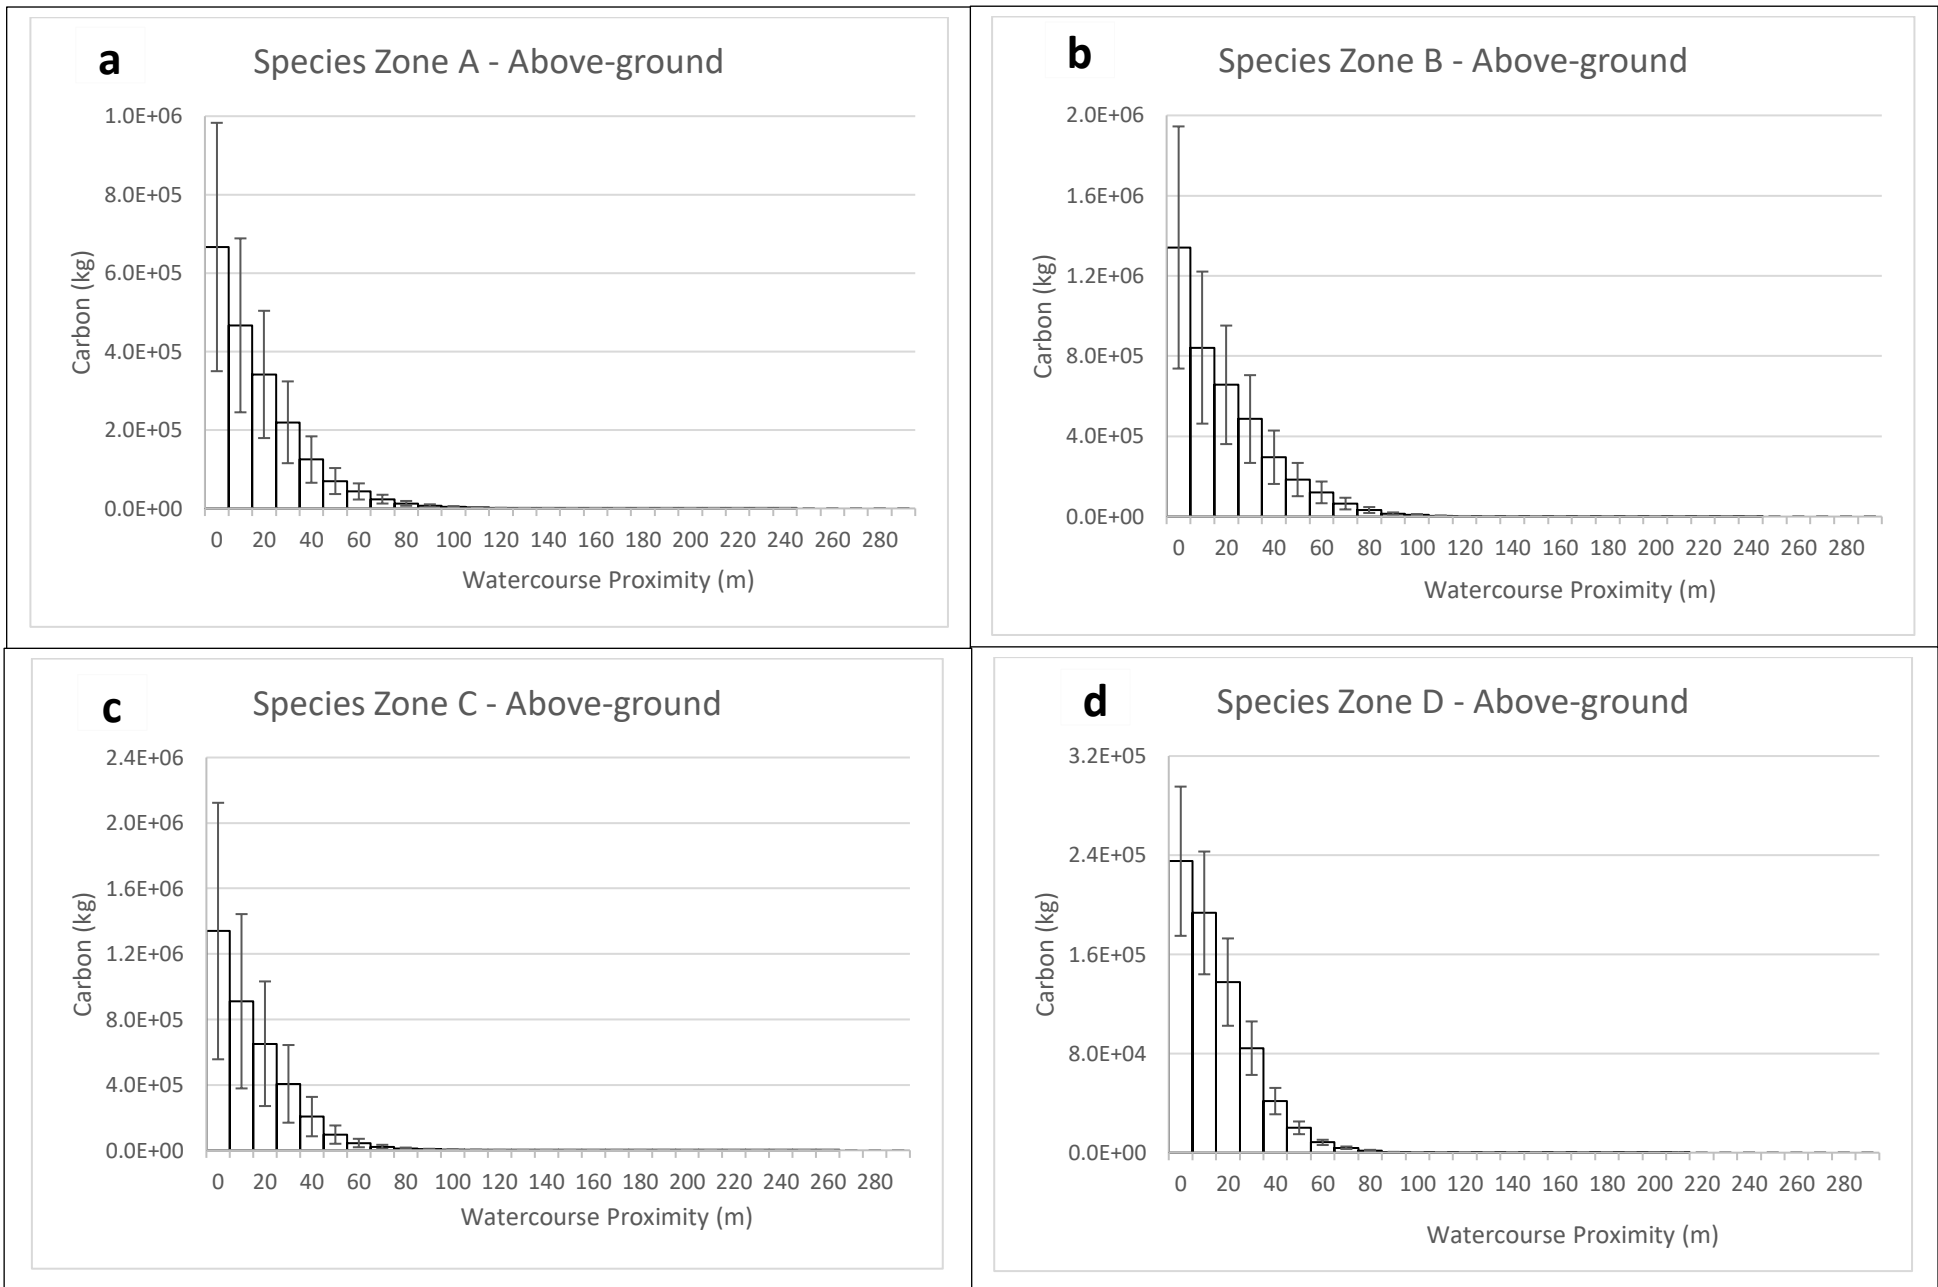 a
Species Zone A - Above-ground
1.0E+06
8.0E+05
6.0E+05
4.0E+05
2.0E+05
0.0E+00
Carbon (kg)
0 20 40 60 80 100 120 140 160 180 200 220 240 260 280
Watercourse Proximity (m)
b
Species Zone B - Above-ground
2.0E+06
1.6E+06
1.2E+06
8.0E+05
4.0E+05
0.0E+00
Carbon (kg)
0 20 40 60 80 100 120 140 160 180 200 220 240 260 280
Watercourse Proximity (m)
c
Species Zone C - Above-ground
2.4E+06
2.0E+06
1.6E+06
1.2E+06
8.0E+05
4.0E+05
0.0E+00
Carbon (kg)
0 20 40 60 80 100 120 140 160 180 200 220 240 260 280
Watercourse Proximity (m)
d
Species Zone D - Above-ground
3.2E+05
2.4E+05
1.6E+05
8.0E+04
0.0E+00
Carbon (kg)
0 20 40 60 80 100 120 140 160 180 200 220 240 260 280
Watercourse Proximity (m)